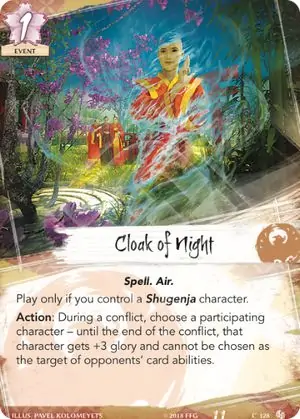 1
EVENT
Cloak of Night
Spell. Air.
Play only if you control a Shugenja character.
Action: During a conflict, choose a participating
character – until the end of the conflict, that
character gets +3 glory and cannot be chosen as
the target of opponents' card abilities.
ILLUS. PAVEL KOLOMEYETS
©2018 FFG
C 128